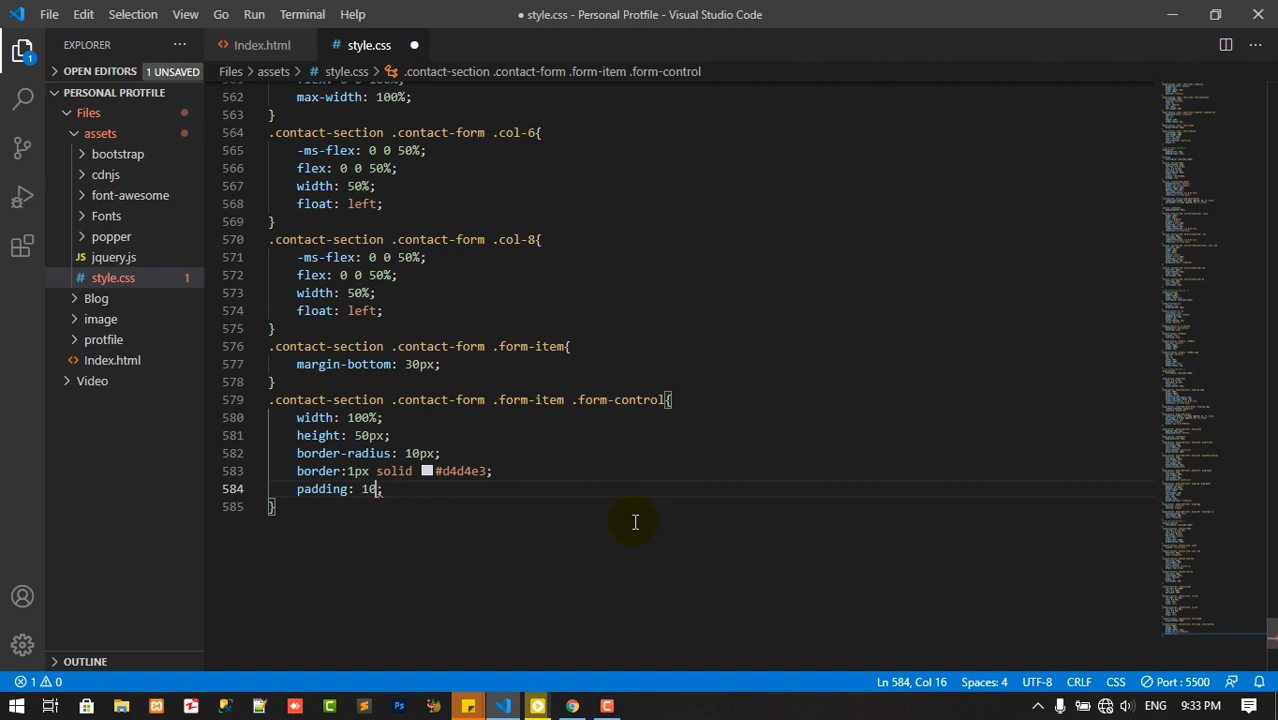 File Edit Selection View Go Run Terminal Help
● style.css - Personal Protfile - Visual Studio Code
EXPLORER
Index.html
style.css
OPEN EDITORS 1 UNSAVED
Files > assets > # style.css > .contact-section .contact-form .form-item .form-control
PERSONAL PROTFILE
Files
assets
bootstrap
cdnjs
font-awesome
Fonts
popper
JS jquery.js
# style.css 1
Blog
image
profile
Index.html
Video
OUTLINE
562 max-width: 100%;
563 }
564 .contact-section .contact-form .col-6{
565 -ms-flex: 0 0 50%;
566 flex: 0 0 50%;
567 width: 50%;
568 float: left;
569 }
570 .contact-section .contact-form .col-8{
571 -ms-flex: 0 0 50%;
572 flex: 0 0 50%;
573 width: 50%;
574 float: left;
575 }
576 .contact-section .contact-form .form-item{
577 margin-bottom: 30px;
578 }
579 .contact-section .contact-form .form-item .form-control{
580 width: 100%;
581 height: 50px;
582 border-radius: 10px;
583 border:1px solid #d4d4e3;
584 padding: 10;
585 }
1 0
Ln 584, Col 16 Spaces: 4 UTF-8 CRLF CSS Port : 5500
ENG 9:33 PM